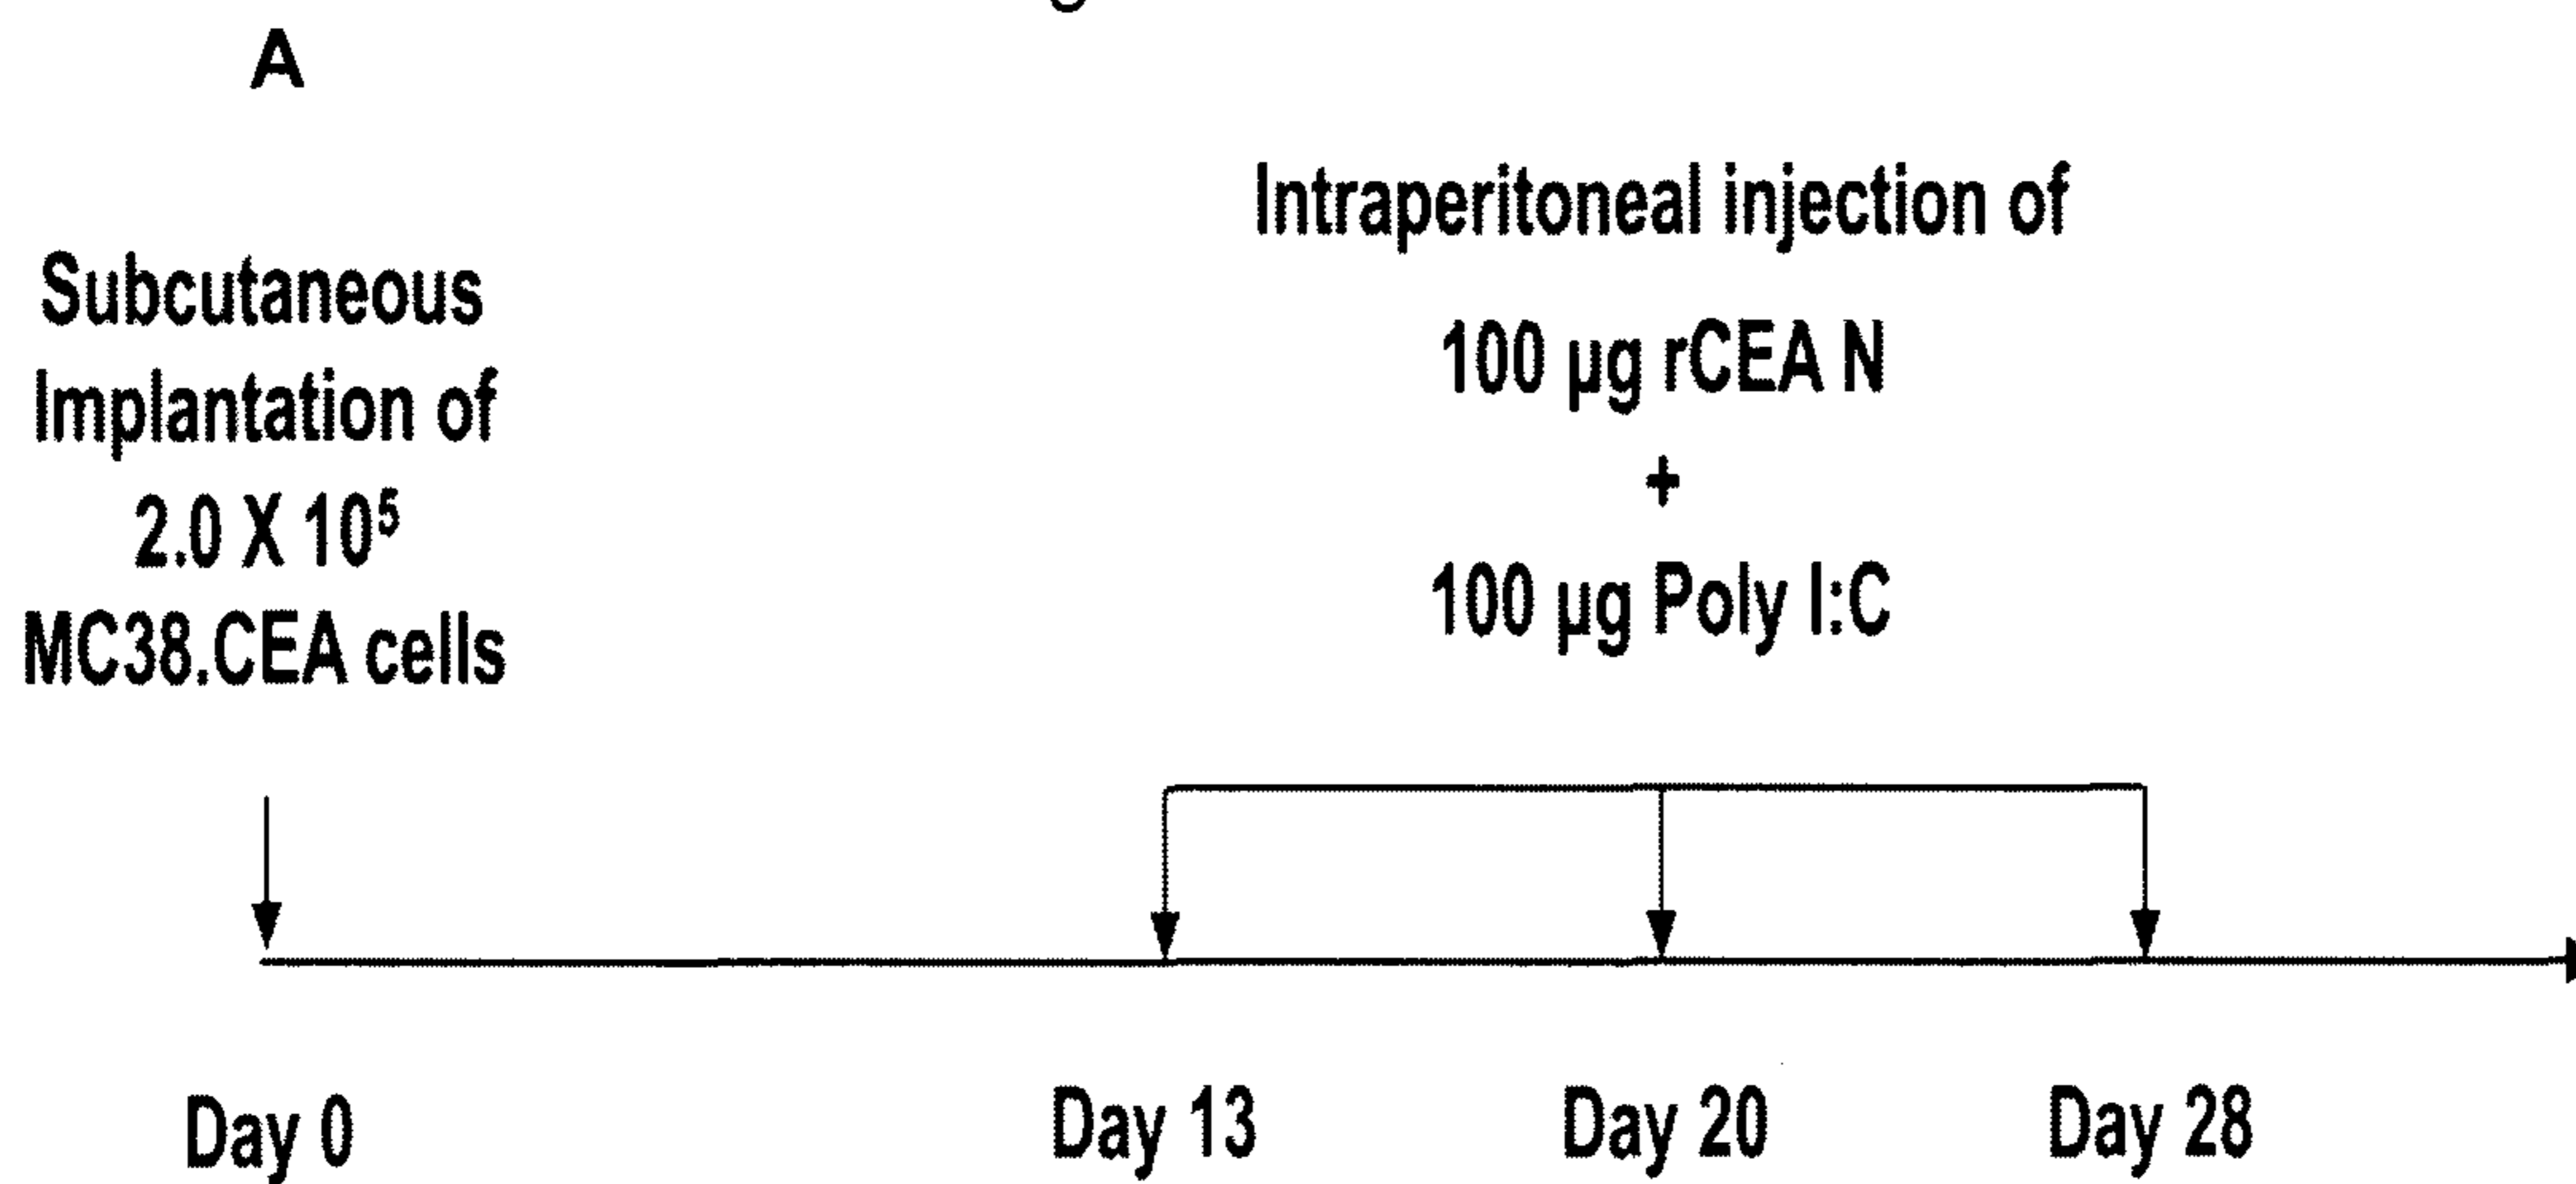 A
Subcutaneous
Implantation of
2.0 X 10⁵
MC38.CEA cells
Intraperitoneal injection of
100 µg rCEA N
+
100 µg Poly I:C
Day 0
Day 13
Day 20
Day 28